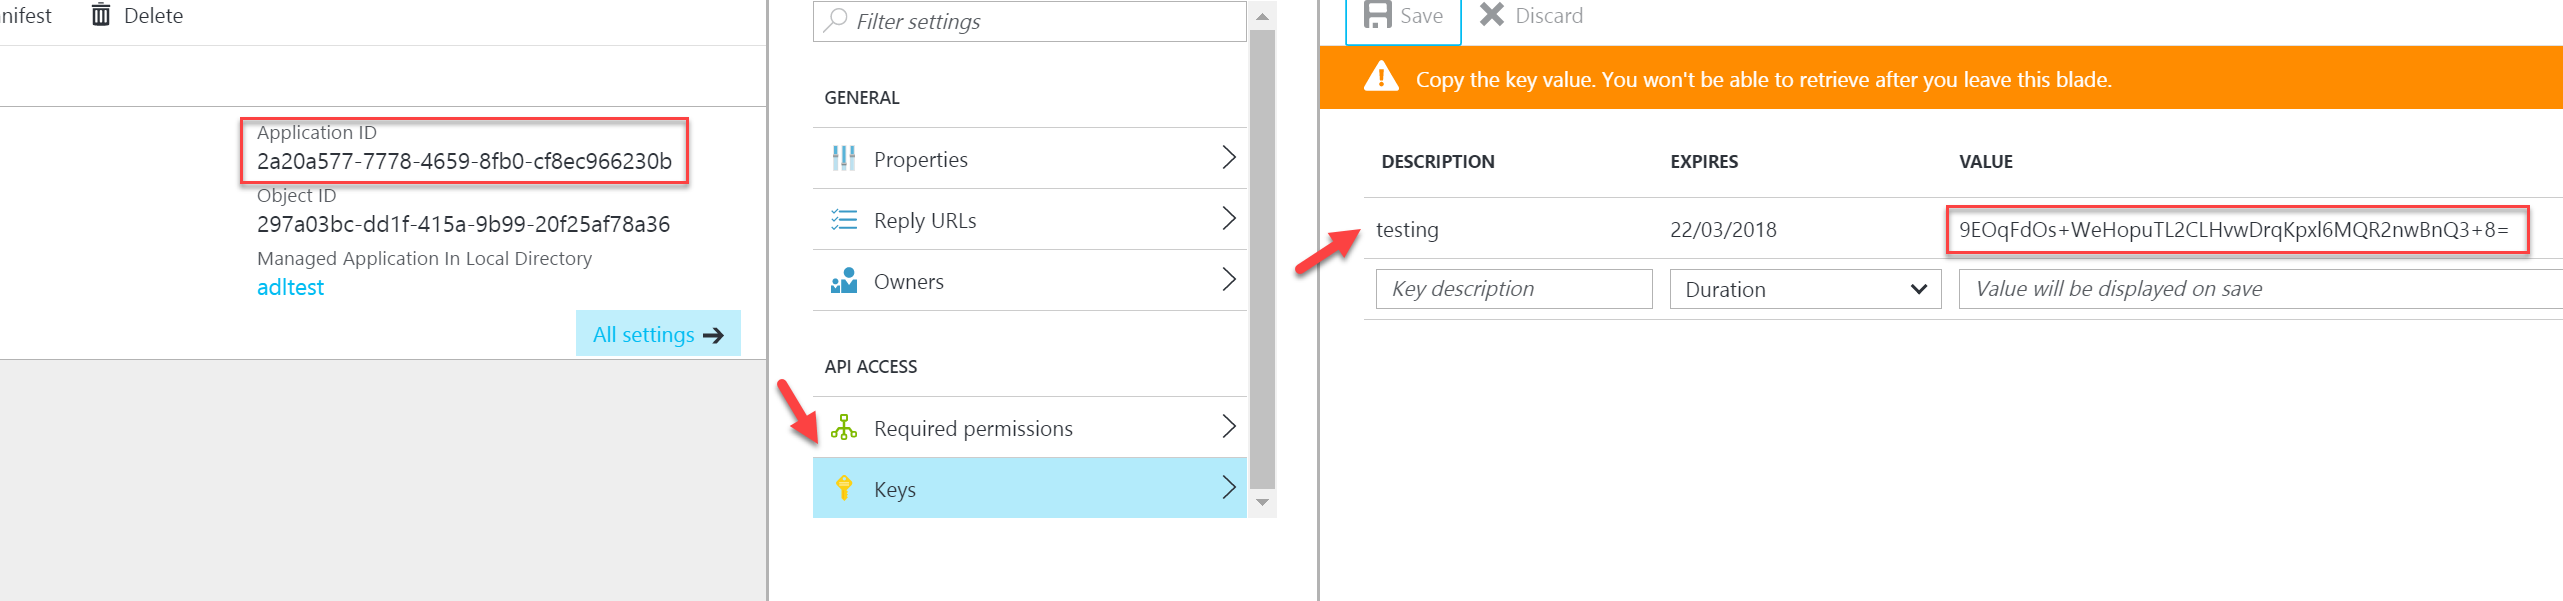 nifest
Delete
Application ID
2a20a577-7778-4659-8fb0-cf8ec966230b
Object ID
297a03bc-dd1f-415a-9b99-20f25af78a36
Managed Application In Local Directory
adltest
All settings
Filter settings
GENERAL
Properties
Reply URLs
Owners
API ACCESS
Required permissions
Keys
Save
Discard
Copy the key value. You won't be able to retrieve after you leave this blade.
DESCRIPTION EXPIRES VALUE
testing 22/03/2018 9EOqFdOs+WeHopuTL2CLHvwDrqKpxl6MQR2nwBnQ3+8=
Key description Duration Value will be displayed on save